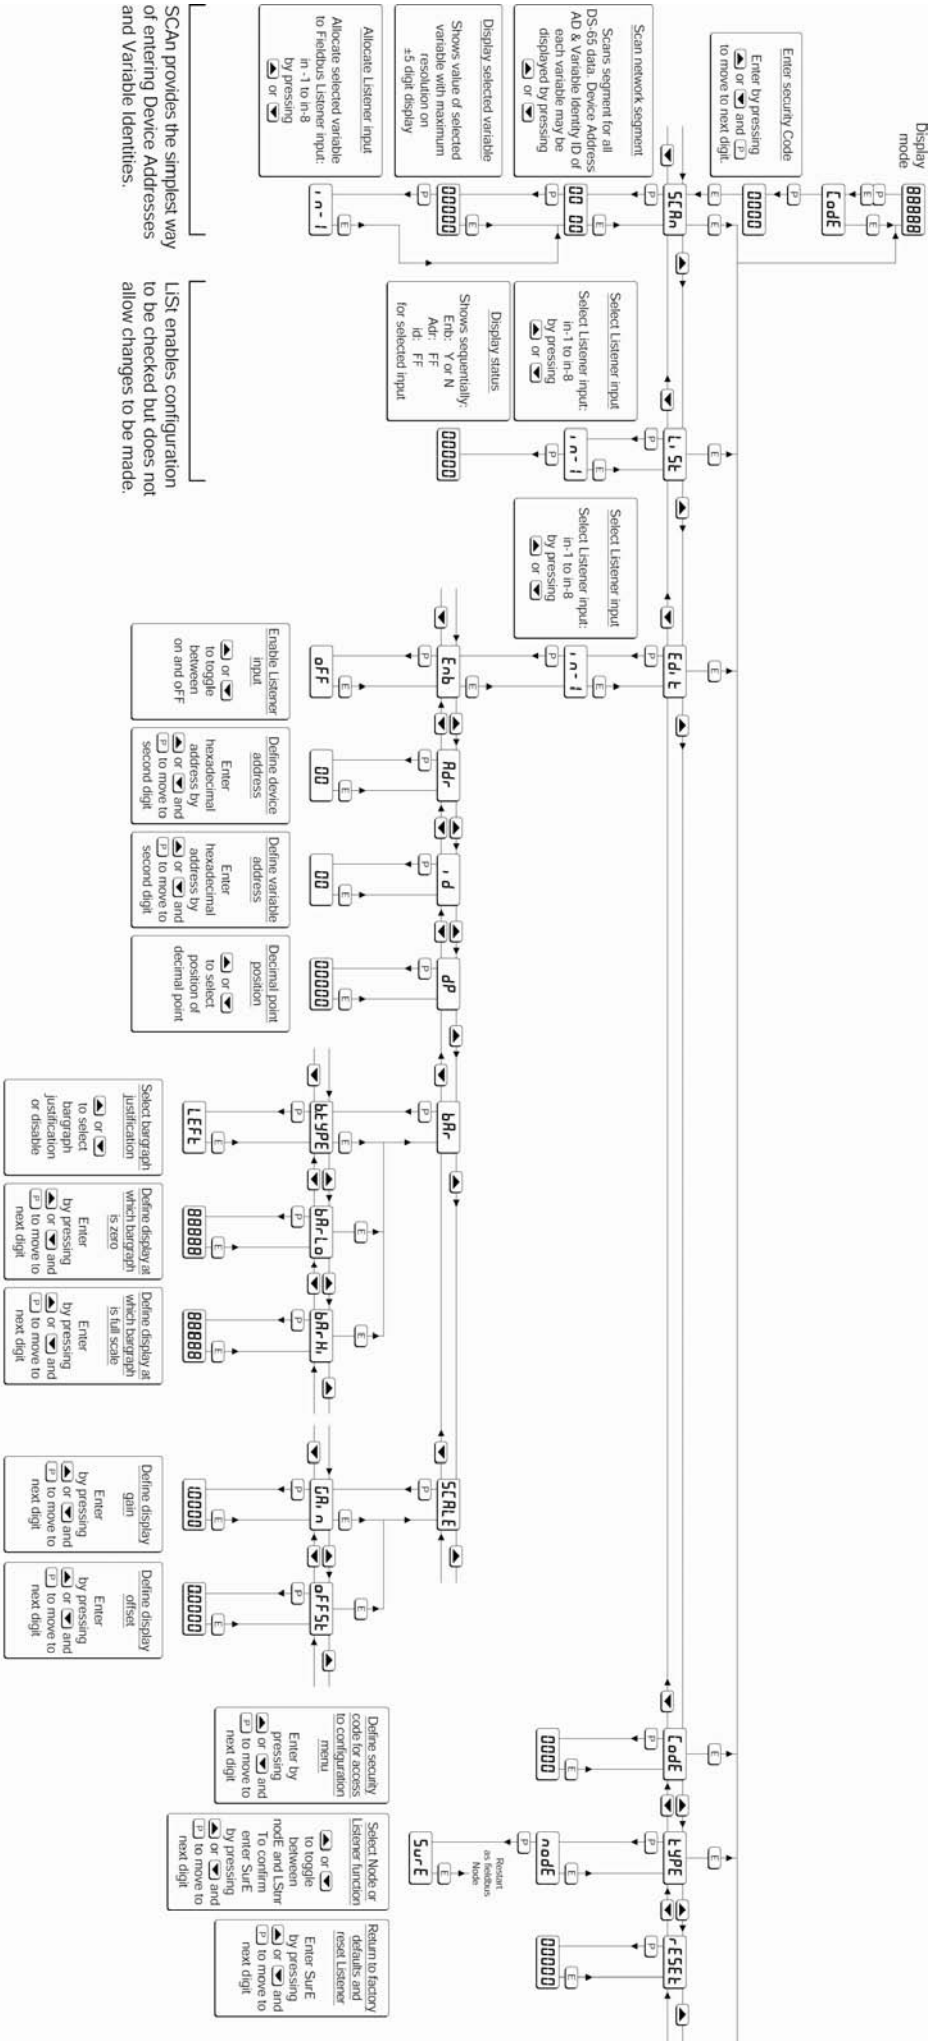 Display
mode
88888
P
E
E
CodE
P
E
0000
E
E
Enter security Code
Enter by pressing
▲ or ▼ and P
to move to next digit.
SCAn
P
E
00 00
P
E
00000
P
E
in-1
Scan network segment
Scans segment for all
DS-65 data. Device Address
AD & Variable Identity ID of
each variable may be
displayed by pressing
▲ or ▼
Display selected variable
Shows value of selected
variable with maximum
resolution on
±5 digit display
Allocate Listener input
Allocate selected variable
to Fieldbus Listener input:
in -1 to in-8
by pressing
▲ or ▼
SCAn provides the simplest way
of entering Device Addresses
and Variable Identities.
E
LiSt
P
E
in-1
P
00000
Select Listener input
Select Listener input:
in-1 to in-8
by pressing
▲ or ▼
Display status
Shows sequentially:
Enb: Y or N
Adr: FF
id: FF
for selected input
LiSt enables configuration
to be checked but does not
allow changes to be made.
E
Edit
P
E
in-1
P
E
Select Listener input
Select Listener input:
in-1 to in-8
by pressing
▲ or ▼
Enb
P
E
oFF
Enable Listener
input
▲ or ▼
to toggle
between
on and oFF
Adr
P
E
00
Define device
address
Enter
hexadecimal
address by
▲ or ▼ and
P to move to
second digit
id
P
E
00
Define variable
address
Enter
hexadecimal
address by
▲ or ▼ and
P to move to
second digit
dP
P
E
00000
Decimal point
position
▲ or ▼
to select
position of
decimal point
bAr
P
E
btYPE
P
E
LEFt
Select bargraph
justification
▲ or ▼
to select
bargraph
justification
or disable
E
bArLo
P
E
88888
Define display at
which bargraph
is zero
Enter
by pressing
▲ or ▼ and
P to move to
next digit
E
bArHi
P
E
88888
Define display at
which bargraph
is full scale
Enter
by pressing
▲ or ▼ and
P to move to
next digit
SCALE
P
E
GAin
P
E
1.0000
Define display
gain
Enter
by pressing
▲ or ▼ and
P to move to
next digit
E
oFFSt
P
E
0.0000
Define display
offset
Enter
by pressing
▲ or ▼ and
P to move to
next digit
E
CodE
P
E
0000
Define security
code for access
to configuration
menu
Enter by
pressing
▲ or ▼ and
P to move to
next digit
E
tYPE
P
E
nodE
P
Restart
as fieldbus
Node
E
SurE
Select Node or
Listener function
▲ or ▼
to toggle
between
nodE and LStnr
To confirm
enter SurE
by pressing
▲ or ▼ and
P to move to
next digit
rESEt
P
E
00000
Return to factory
defaults and
reset Listener
Enter SurE
by pressing
▲ or ▼ and
P to move to
next digit